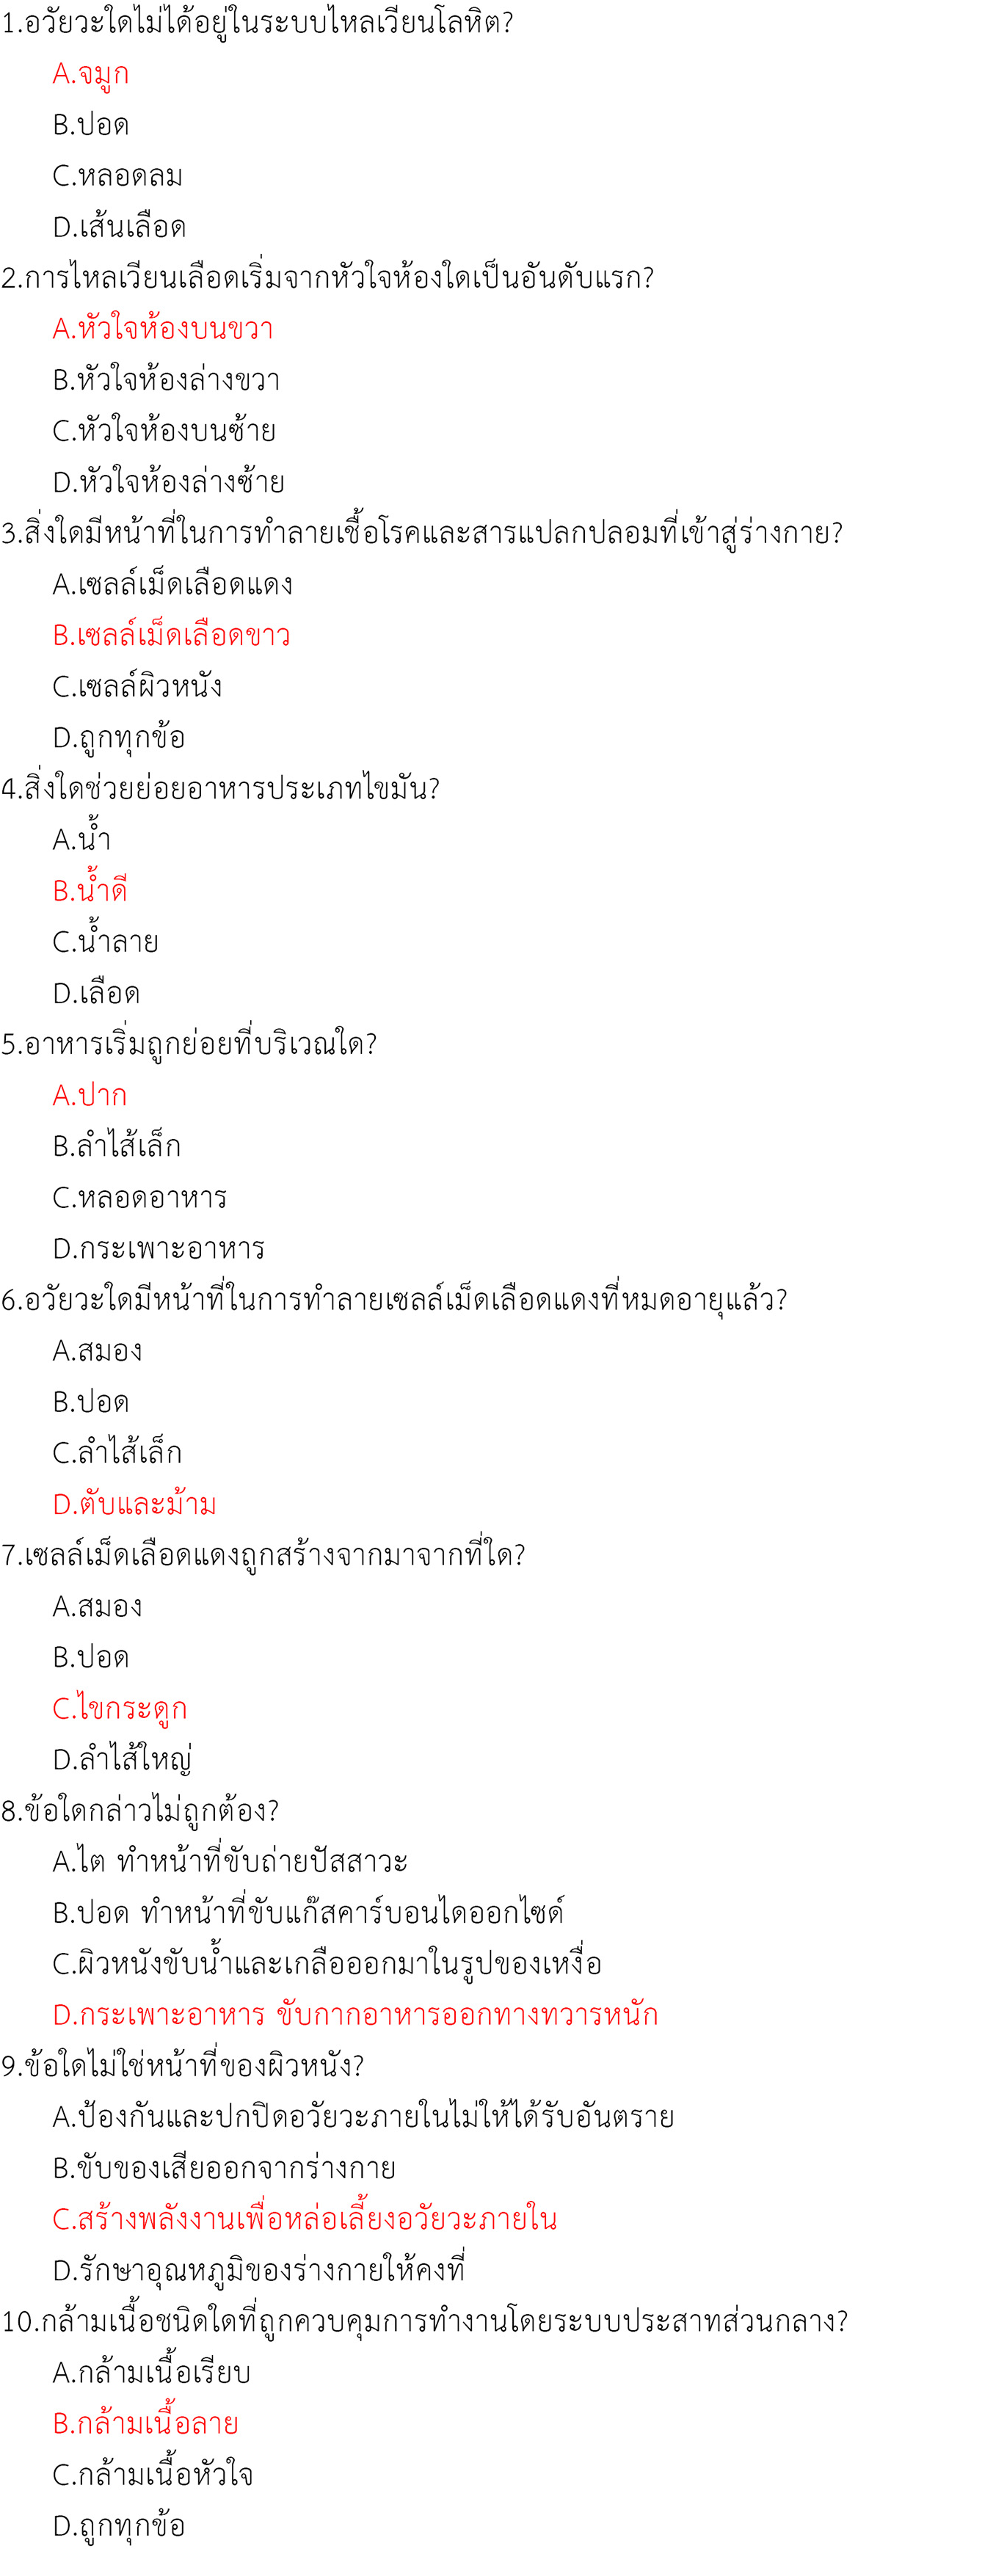 1.อวัยวะใดไม่ได้อยู่ในระบบไหลเวียนโลหิต?
A.จมูก
B.ปอด
C.หลอดลม
D.เส้นเลือด
2.การไหลเวียนเลือดเริ่มจากหัวใจห้องใดเป็นอันดับแรก?
A.หัวใจห้องบนขวา
B.หัวใจห้องล่างขวา
C.หัวใจห้องบนซ้าย
D.หัวใจห้องล่างซ้าย
3.สิ่งใดมีหน้าที่ในการทำลายเชื้อโรคและสารแปลกปลอมที่เข้าสู่ร่างกาย?
A.เซลล์เม็ดเลือดแดง
B.เซลล์เม็ดเลือดขาว
C.เซลล์ผิวหนัง
D.ถูกทุกข้อ
4.สิ่งใดช่วยย่อยอาหารประเภทไขมัน?
A.น้ำ
B.น้ำดี
C.น้ำลาย
D.เลือด
5.อาหารเริ่มถูกย่อยที่บริเวณใด?
A.ปาก
B.ลำไส้เล็ก
C.หลอดอาหาร
D.กระเพาะอาหาร
6.อวัยวะใดมีหน้าที่ในการทำลายเซลล์เม็ดเลือดแดงที่หมดอายุแล้ว?
A.สมอง
B.ปอด
C.ลำไส้เล็ก
D.ตับและม้าม
7.เซลล์เม็ดเลือดแดงถูกสร้างจากมาจากที่ใด?
A.สมอง
B.ปอด
C.ไขกระดูก
D.ลำไส้ใหญ่
8.ข้อใดกล่าวไม่ถูกต้อง?
A.ไต ทำหน้าที่ขับถ่ายปัสสาวะ
B.ปอด ทำหน้าที่ขับแก๊สคาร์บอนไดออกไซด์
C.ผิวหนังขับน้ำและเกลือออกมาในรูปของเหงื่อ
D.กระเพาะอาหาร ขับกากอาหารออกทางทวารหนัก
9.ข้อใดไม่ใช่หน้าที่ของผิวหนัง?
A.ป้องกันและปกปิดอวัยวะภายในไม่ให้ได้รับอันตราย
B.ขับของเสียออกจากร่างกาย
C.สร้างพลังงานเพื่อหล่อเลี้ยงอวัยวะภายใน
D.รักษาอุณหภูมิของร่างกายให้คงที่
10.กล้ามเนื้อชนิดใดที่ถูกควบคุมการทำงานโดยระบบประสาทส่วนกลาง?
A.กล้ามเนื้อเรียบ
B.กล้ามเนื้อลาย
C.กล้ามเนื้อหัวใจ
D.ถูกทุกข้อ